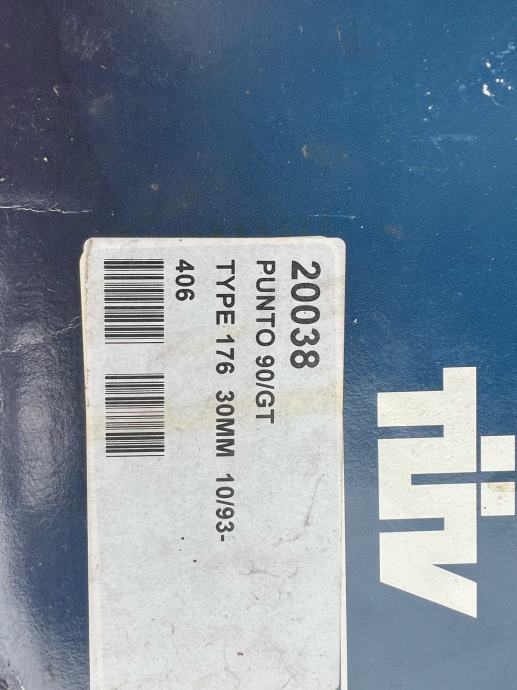 20038
PUNTO 90/GT
TYPE 176 30MM 10/93-
406
TÜV